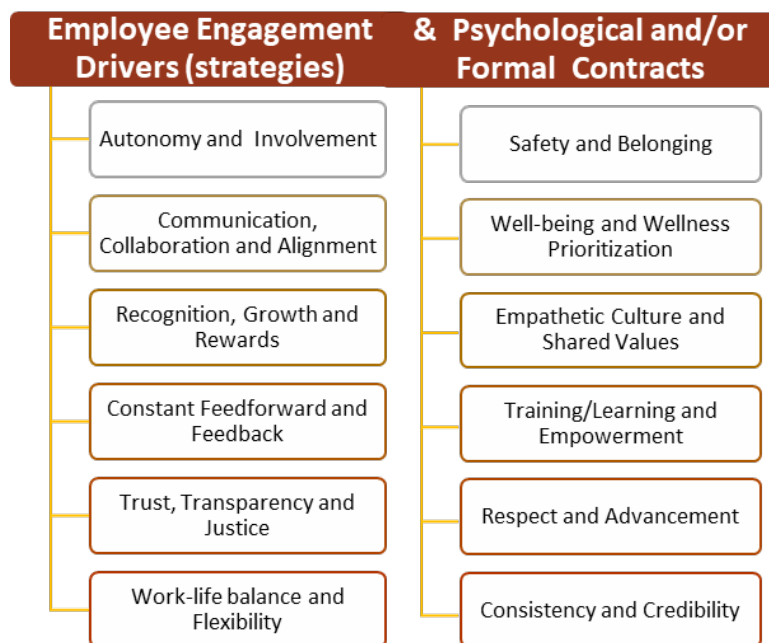 Employee Engagement
Drivers (strategies)
Autonomy and Involvement
Communication,
Collaboration and Alignment
Recognition, Growth and
Rewards
Constant Feedforward and
Feedback
Trust, Transparency and
Justice
Work-life balance and
Flexibility
& Psychological and/or
Formal Contracts
Safety and Belonging
Well-being and Wellness
Prioritization
Empathetic Culture and
Shared Values
Training/Learning and
Empowerment
Respect and Advancement
Consistency and Credibility